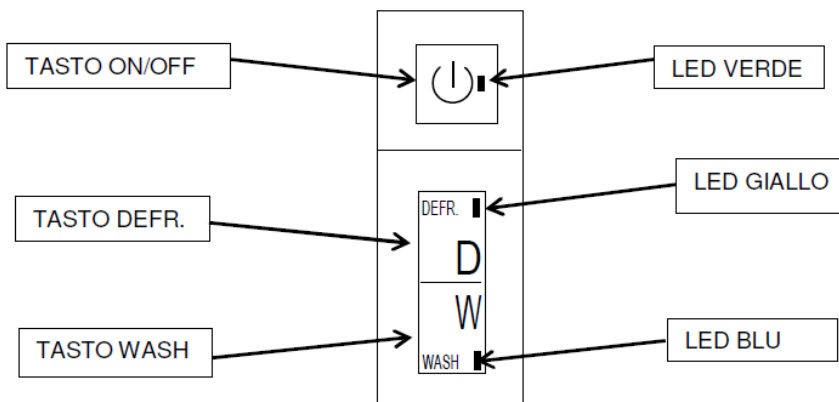 TASTO ON/OFF
LED VERDE
LED GIALLO
DEFR.
TASTO DEFR.
D
W
TASTO WASH
WASH
LED BLU